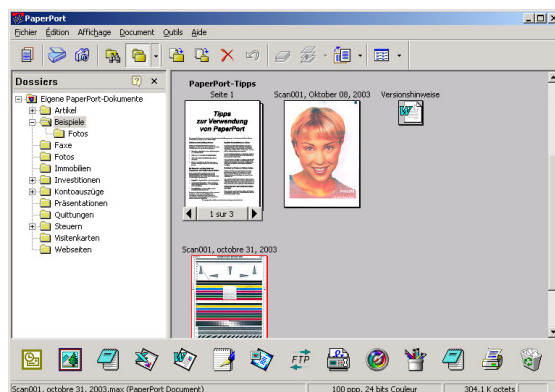 PaperPort
Fichier Édition Affichage Document Outils Aide
Dossiers
Eigene PaperPort-Dokumente
Artikel
Beispiele
Fotos
Faxe
Fotos
Immobilien
Investitionen
Kontoauszüge
Präsentationen
Quittungen
Steuern
Visitenkarten
Webseiten
PaperPort-Tipps
Seite 1
Tipps
zur Verwendung
von PaperPort
1 sur 3
Scan001, Oktober 08, 2003
Versionshinweise
Scan001, octobre 31, 2003
FTP
Scan001, octobre 31, 2003.max (PaperPort Document)
100 ppp, 24 bits Couleur
304.1 K octets